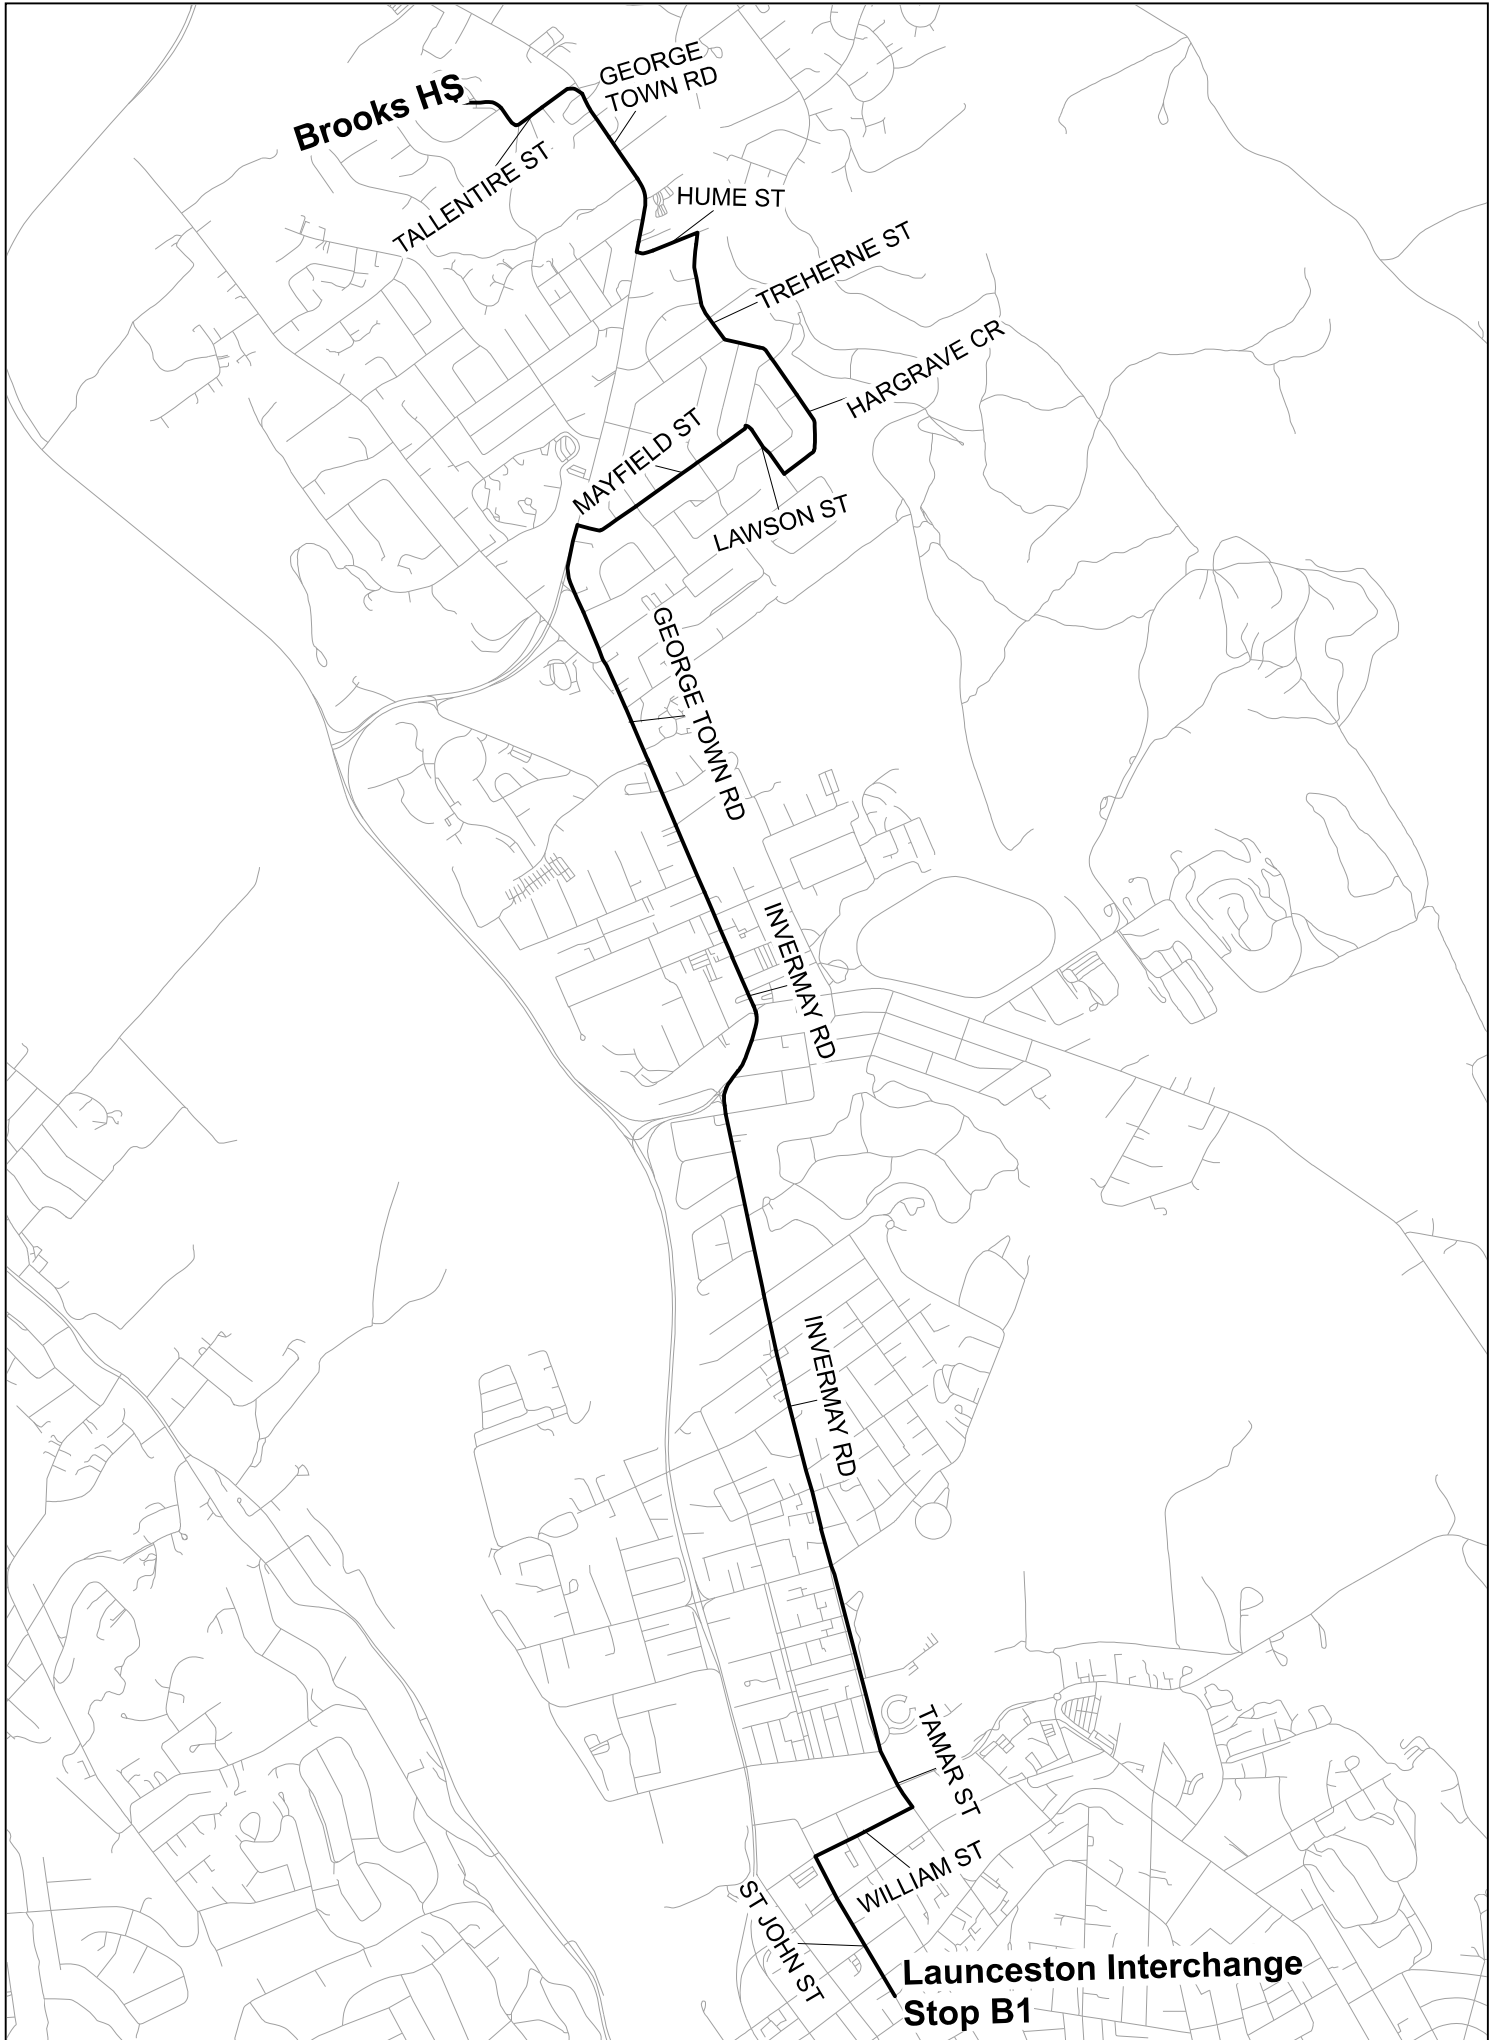 GEORGE
TOWN RD
Brooks HS
TALLENTIRE ST
HUME ST
TREHERNE ST
HARGRAVE CR
MAYFIELD ST
LAWSON ST
GEORGE TOWN RD
INVERMAY RD
INVERMAY RD
TAMAR ST
WILLIAM ST
ST JOHN ST
Launceston Interchange
Stop B1